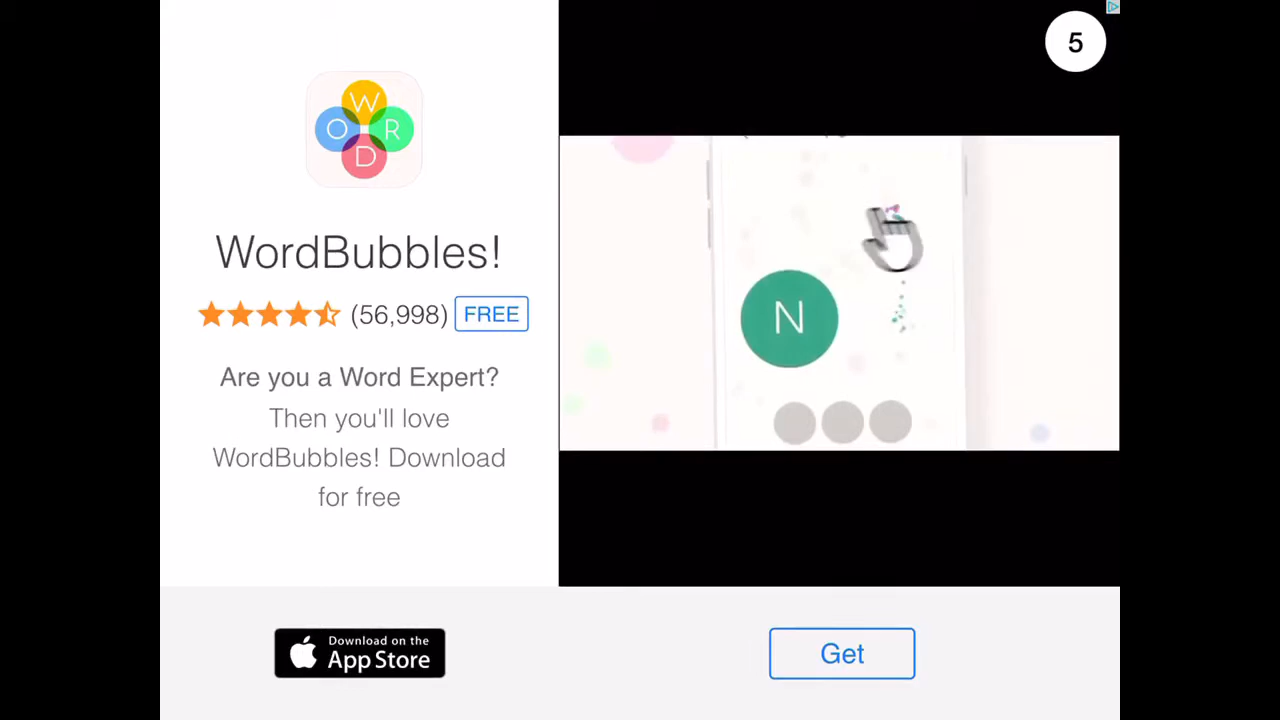 W
O R
D
WordBubbles!
(56,998) FREE
Are you a Word Expert?
Then you'll love
WordBubbles! Download
for free
5
N
Download on the
App Store
Get